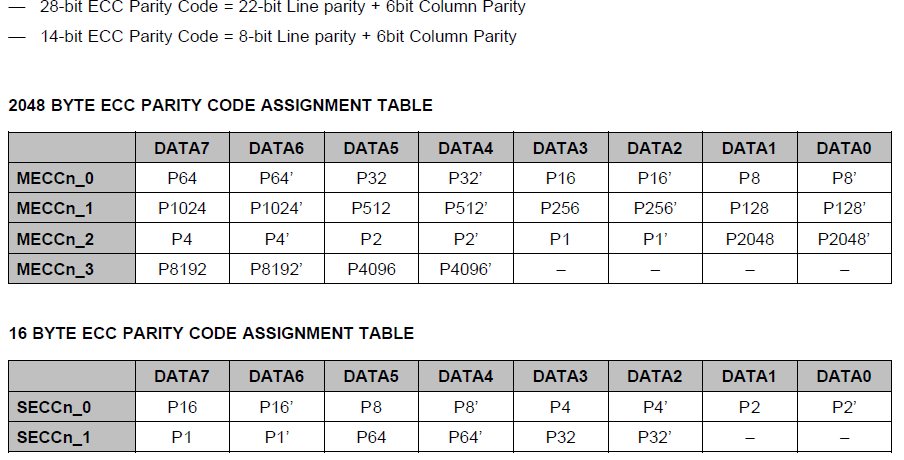 — 28-bit ECC Parity Code = 22-bit Line parity + 6bit Column Parity
— 14-bit ECC Parity Code = 8-bit Line parity + 6bit Column Parity
2048 BYTE ECC PARITY CODE ASSIGNMENT TABLE
DATA7 DATA6 DATA5 DATA4 DATA3 DATA2 DATA1 DATA0
MECCn_0 P64 P64’ P32 P32’ P16 P16’ P8 P8’
MECCn_1 P1024 P1024’ P512 P512’ P256 P256’ P128 P128’
MECCn_2 P4 P4’ P2 P2’ P1 P1’ P2048 P2048’
MECCn_3 P8192 P8192’ P4096 P4096’ – – – –
16 BYTE ECC PARITY CODE ASSIGNMENT TABLE
DATA7 DATA6 DATA5 DATA4 DATA3 DATA2 DATA1 DATA0
SECCn_0 P16 P16’ P8 P8’ P4 P4’ P2 P2’
SECCn_1 P1 P1’ P64 P64’ P32 P32’ – –